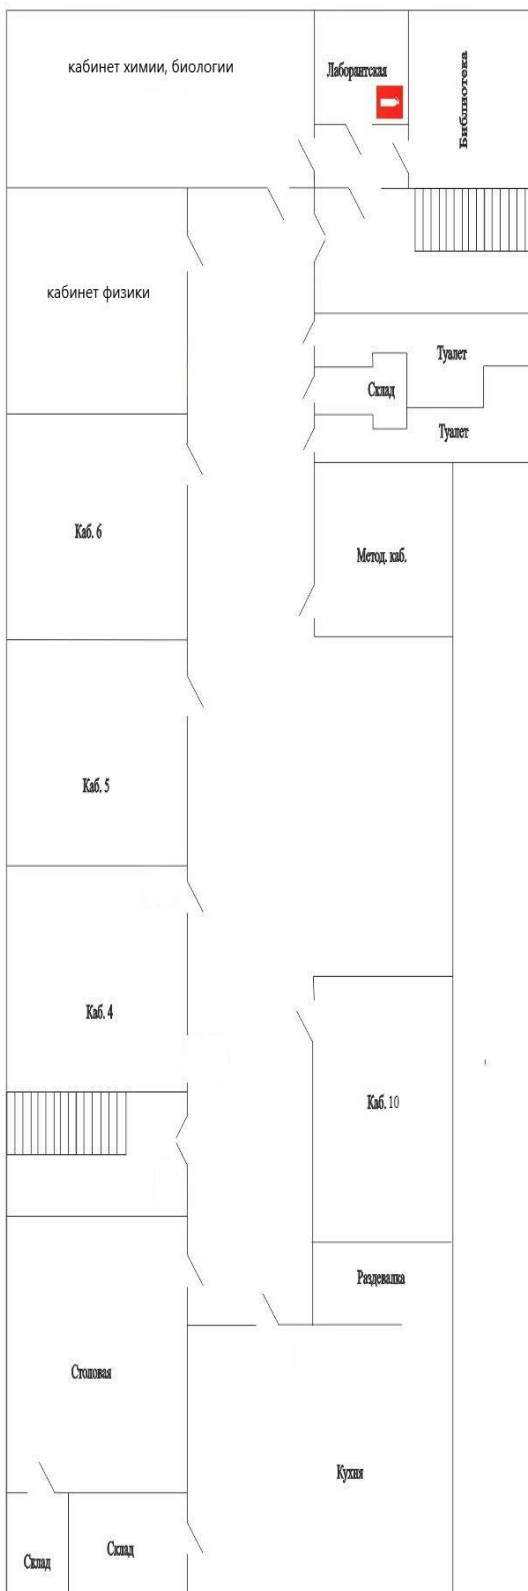 кабинет химии, биологии
Лаборантская
Библиотека
кабинет физики
Туалет
Склад
Туалет
Каб. 6
Метод. каб.
Каб. 5
Каб. 4
Каб. 10
Раздевалка
Столовая
Кухня
Склад
Склад